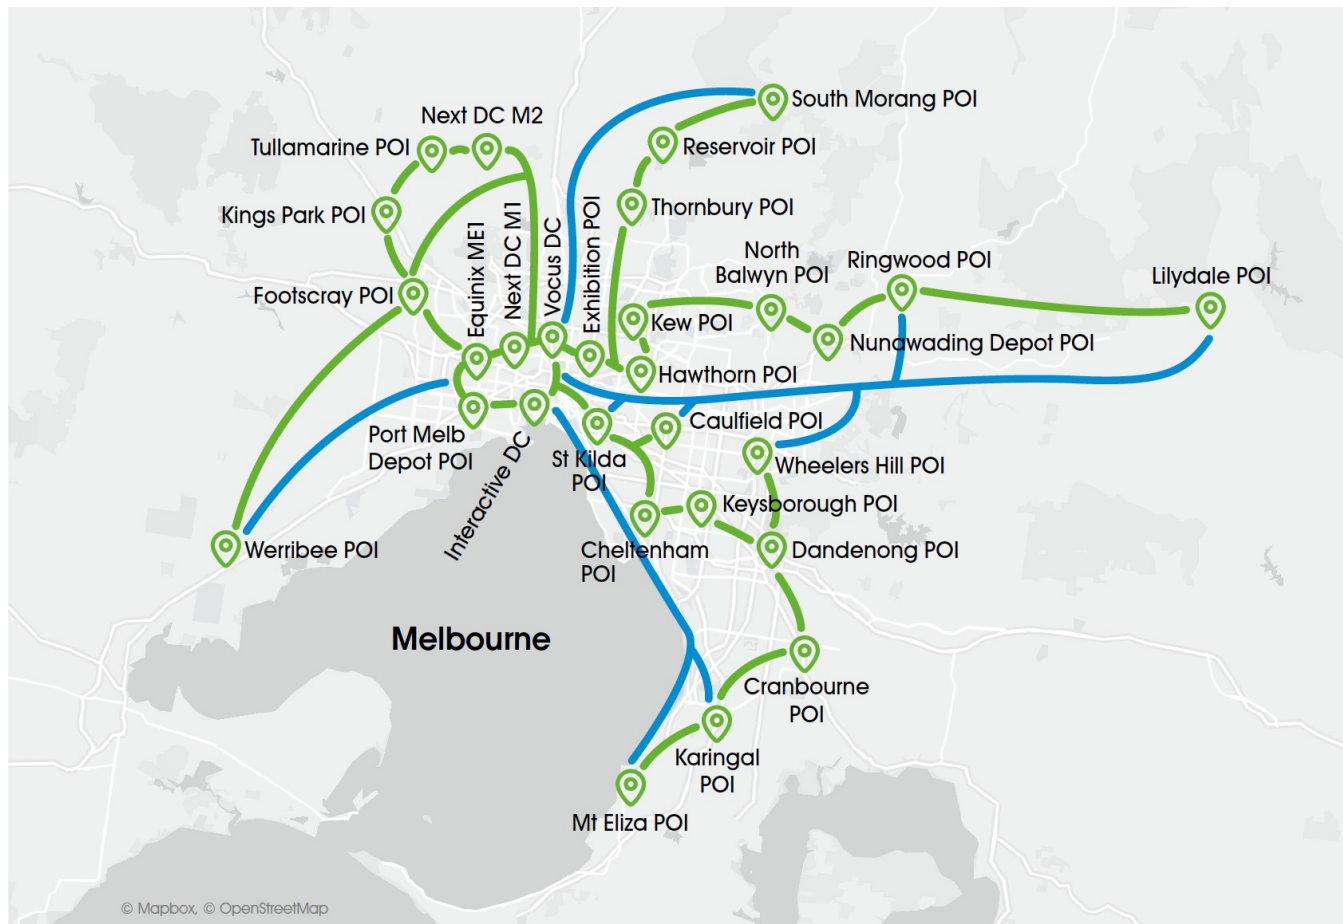 South Morang POI
Next DC M2
Tullamarine POI
Reservoir POI
Kings Park POI
Thornbury POI
Equinix ME1
Next DC M1
Vocus DC
Exhibition POI
North
Balwyn POI
Ringwood POI
Lilydale POI
Footscray POI
Kew POI
Nunawading Depot POI
Hawthorn POI
Port Melb
Depot POI
Interactive DC
St Kilda
POI
Caulfield POI
Wheelers Hill POI
Keysborough POI
Werribee POI
Cheltenham
POI
Dandenong POI
Melbourne
Cranbourne
POI
Karingal
POI
Mt Eliza POI
© Mapbox, © OpenStreetMap